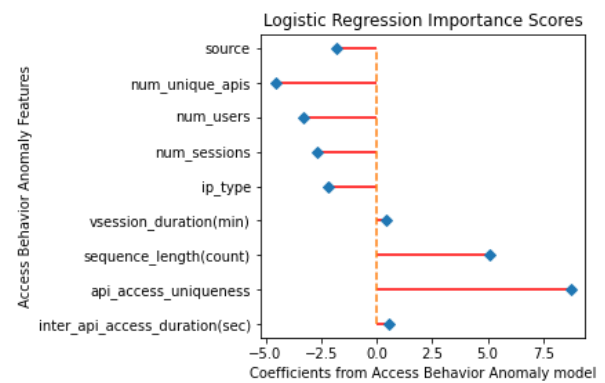 Logistic Regression Importance Scores
Access Behavior Anomaly Features
source
num_unique_apis
num_users
num_sessions
ip_type
vsession_duration(min)
sequence_length(count)
api_access_uniqueness
inter_api_access_duration(sec)
−5.0 −2.5 0.0 2.5 5.0 7.5
Coefficients from Access Behavior Anomaly model